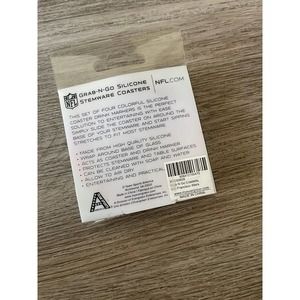 NFL
GRAB-N-GO SILICONE
STEMWARE COASTERS
NFL.COM
THIS SET OF FOUR COLORFUL SILICONE
COASTER DRINK MARKERS IS THE PERFECT
SOLUTION TO ENTERTAINING WITH EASE
SIMPLY SLIDE THE COASTER ON AROUND THE
BASE OF YOUR STEMWARE AND START SIPPING
STRETCHES TO FIT MOST STEMWARE
• MADE FROM HIGH QUALITY SILICONE
• WRAP AROUND BASE OF GLASS
• ACTS AS COASTER AND DRINK MARKER
• PROTECTS STEMWARE AND TABLE SURFACES
• CAN BE CLEANED WITH SOAP AND WATER
• ALLOW TO AIR DRY
• ENTERTAINING AND PRACTICAL